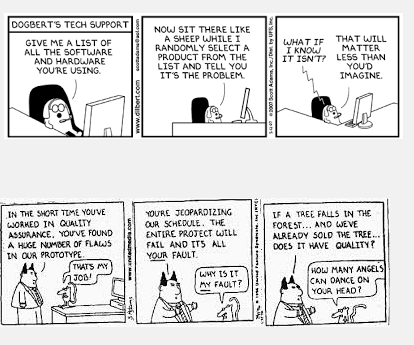 DOGBERT'S TECH SUPPORT
GIVE ME A LIST OF
ALL THE SOFTWARE
AND HARDWARE
YOU'RE USING.
www.dilbert.com
NOW SIT THERE LIKE
A SHEEP WHILE I
RANDOMLY SELECT A
PRODUCT FROM THE
LIST AND TELL YOU
IT'S THE PROBLEM.
WHAT IF
I KNOW
IT ISN'T?
THAT WILL
MATTER
LESS THAN
YOU'D
IMAGINE.
IN THE SHORT TIME YOU'VE
WORKED IN QUALITY
ASSURANCE, YOU'VE FOUND
A HUGE NUMBER OF FLAWS
IN OUR PROTOTYPE.
THAT'S MY
JOB!
YOU'RE JEOPARDIZING
OUR SCHEDULE. THE
ENTIRE PROJECT WILL
FAIL AND ITS ALL
YOUR FAULT.
WHY IS IT
MY FAULT?
IF A TREE FALLS IN THE
FOREST... AND WE'VE
ALREADY SOLD THE TREE...
DOES IT HAVE QUALITY?
HOW MANY ANGELS
CAN DANCE ON
YOUR HEAD?